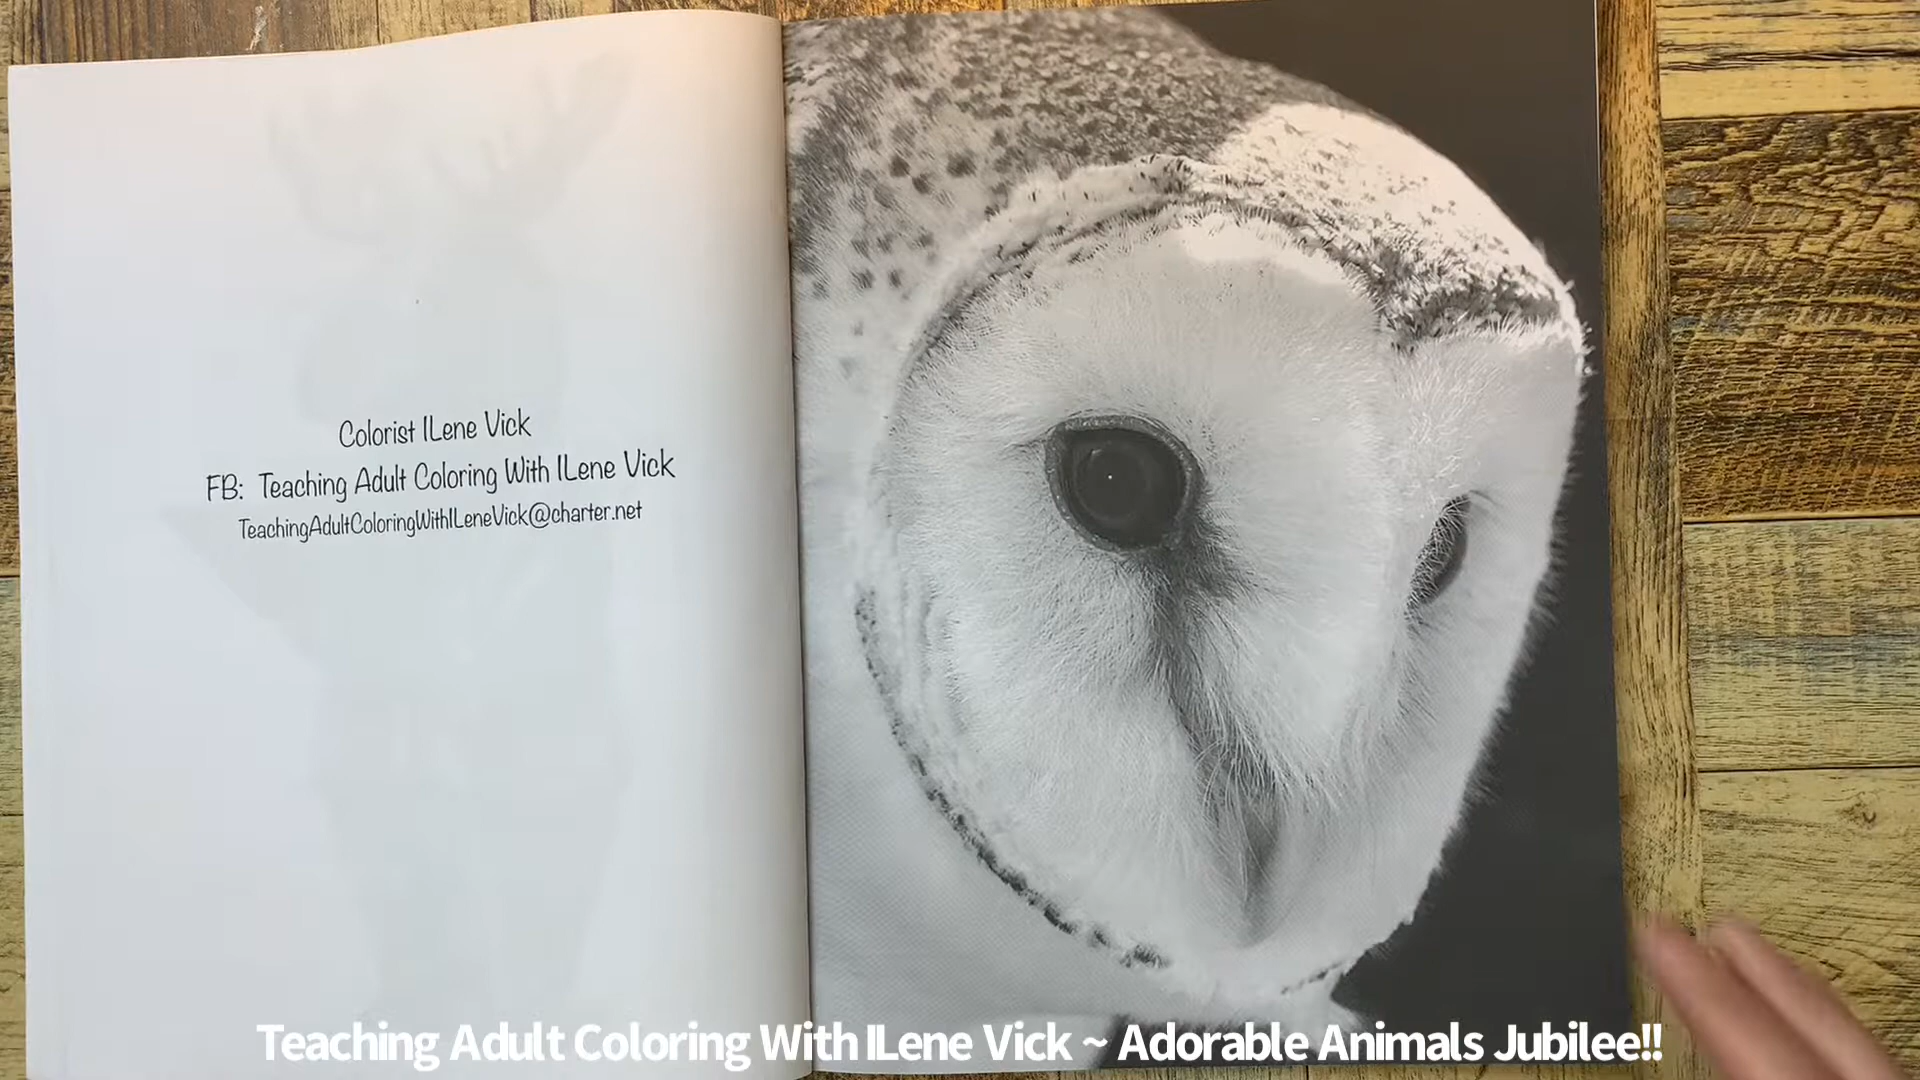 Colorist ILene Vick
FB: Teaching Adult Coloring With ILene Vick
TeachingAdultColoringWithILeneVick@charter.net
Teaching Adult Coloring With ILene Vick ~ Adorable Animals Jubilee!!